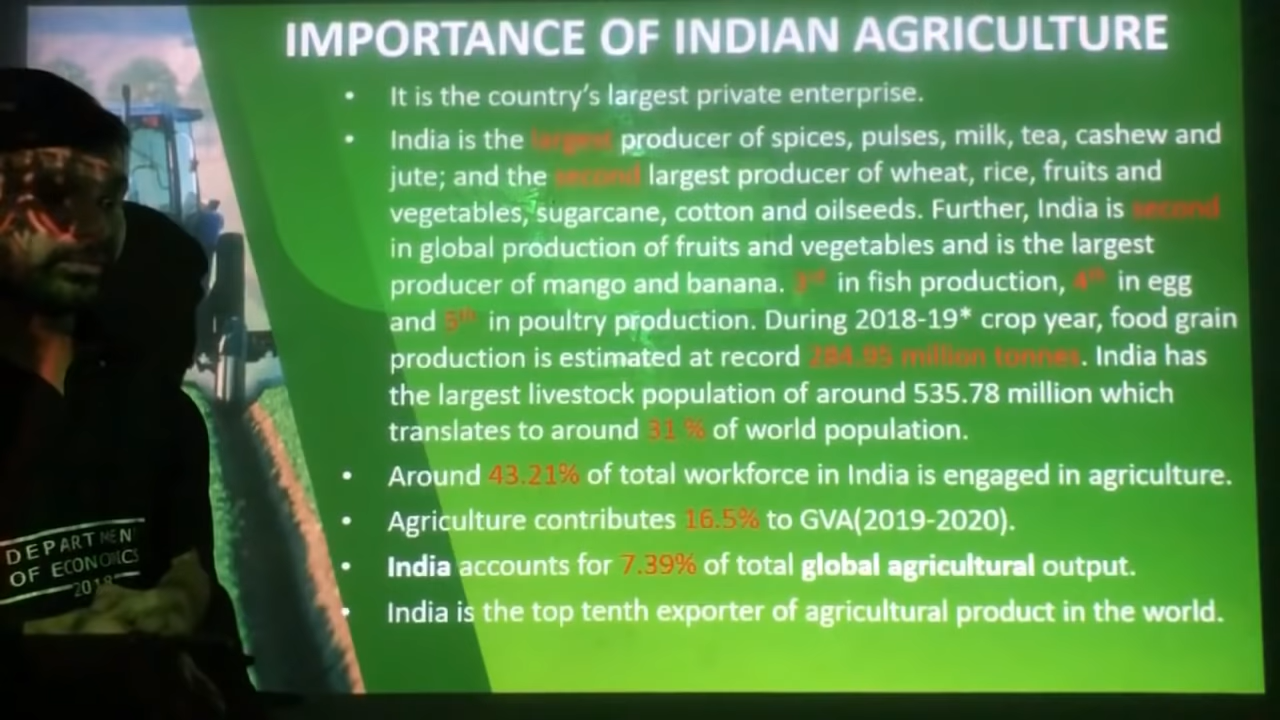 IMPORTANCE OF INDIAN AGRICULTURE
• It is the country's largest private enterprise.
• India is the largest producer of spices, pulses, milk, tea, cashew and
jute; and the second largest producer of wheat, rice, fruits and
vegetables, sugarcane, cotton and oilseeds. Further, India is second
in global production of fruits and vegetables and is the largest
producer of mango and banana. 3rd in fish production, 4th in egg
and 5th in poultry production. During 2018-19* crop year, food grain
production is estimated at record 284.95 million tonnes. India has
the largest livestock population of around 535.78 million which
translates to around 31 % of world population.
• Around 43.21% of total workforce in India is engaged in agriculture.
• Agriculture contributes 16.5% to GVA(2019-2020).
• India accounts for 7.39% of total global agricultural output.
• India is the top tenth exporter of agricultural product in the world.
DEPARTMENT
OF ECONOMICS
2018